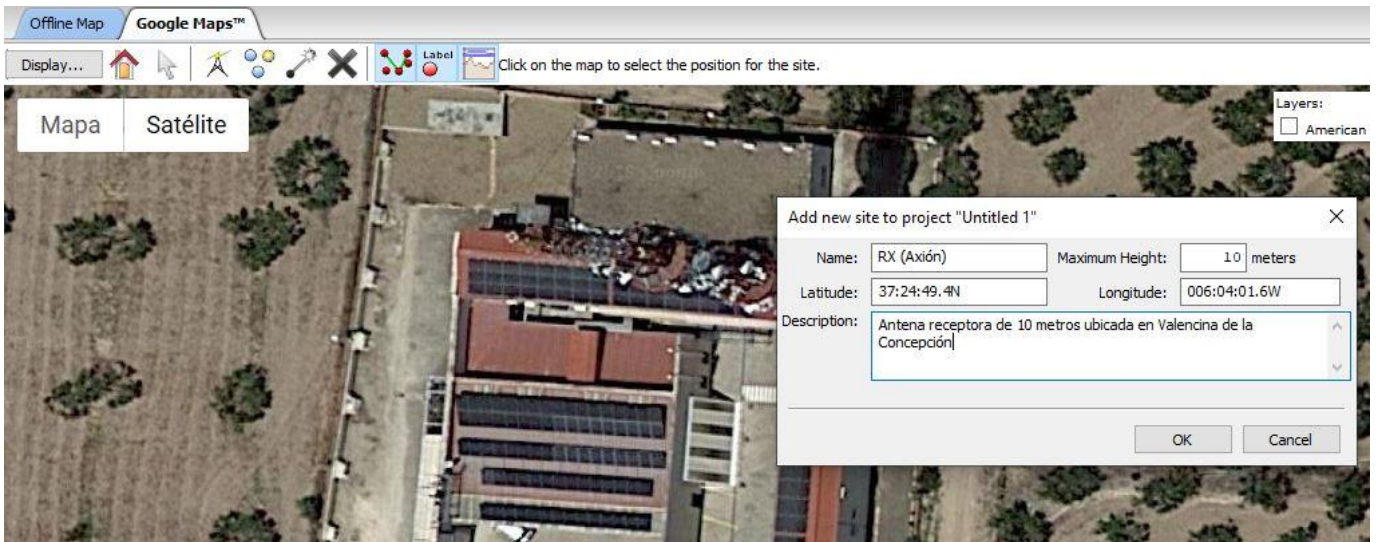 Offline Map Google Maps™
Display... Label Click on the map to select the position for the site.
Mapa Satélite
Layers:
American
Add new site to project "Untitled 1"
Name: RX (Axión) Maximum Height: 10 meters
Latitude: 37:24:49.4N Longitude: 006:04:01.6W
Description: Antena receptora de 10 metros ubicada en Valencina de la
Concepción
OK Cancel